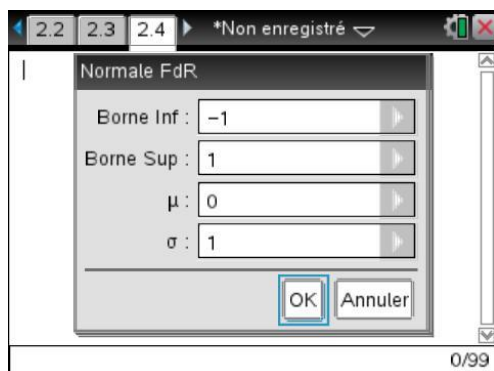 2.2 2.3 2.4 *Non enregistré
Normale FdR
Borne Inf : −1
Borne Sup : 1
μ : 0
σ : 1
OK Annuler
0/99